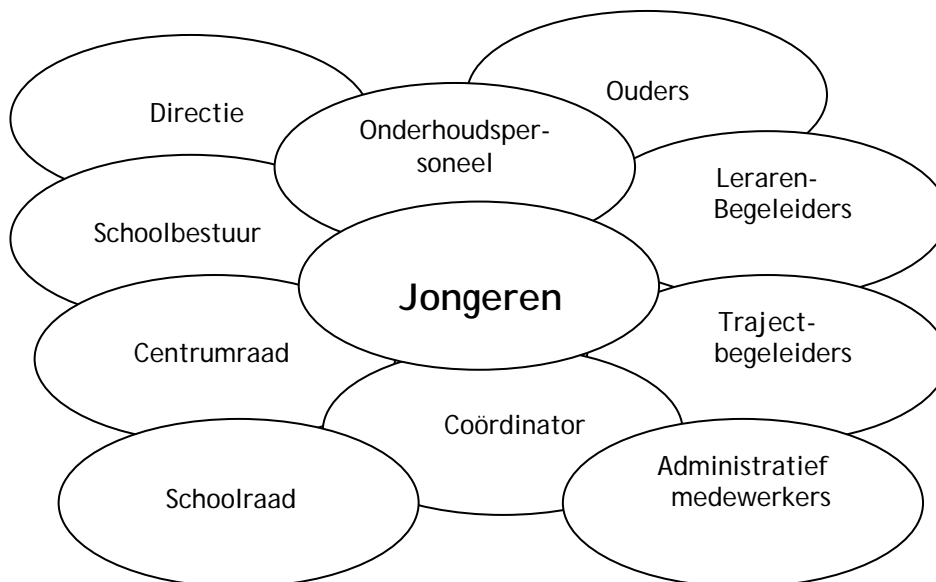 Directie
Ouders
Onderhoudsper-
soneel
Leraren-
Begeleiders
Schoolbestuur
Jongeren
Centrumraad
Traject-
begeleiders
Coördinator
Schoolraad
Administratief
medewerkers